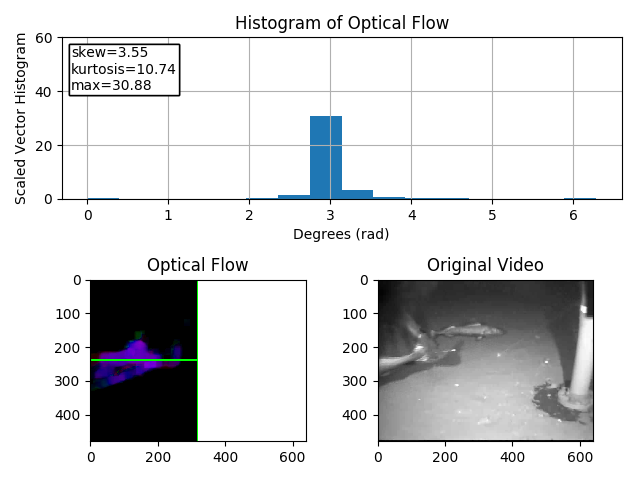 Histogram of Optical Flow
skew=3.55
kurtosis=10.74
max=30.88
Scaled Vector Histogram
60
40
20
0
0 1 2 3 4 5 6
Degrees (rad)
Optical Flow
0
100
200
300
400
0 200 400 600
Original Video
0
100
200
300
400
0 200 400 600